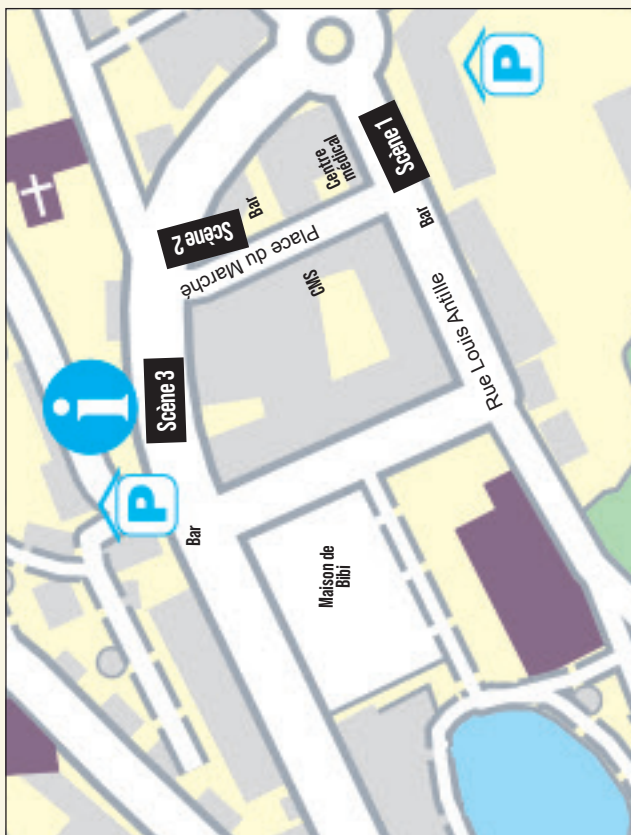 P
Scène 1
Centre
médical
Bar
Scène 2
Bar
Place du Marché
CMS
Rue Louis Antille
i
Scène 3
P
Bar
Maison de
Bibi